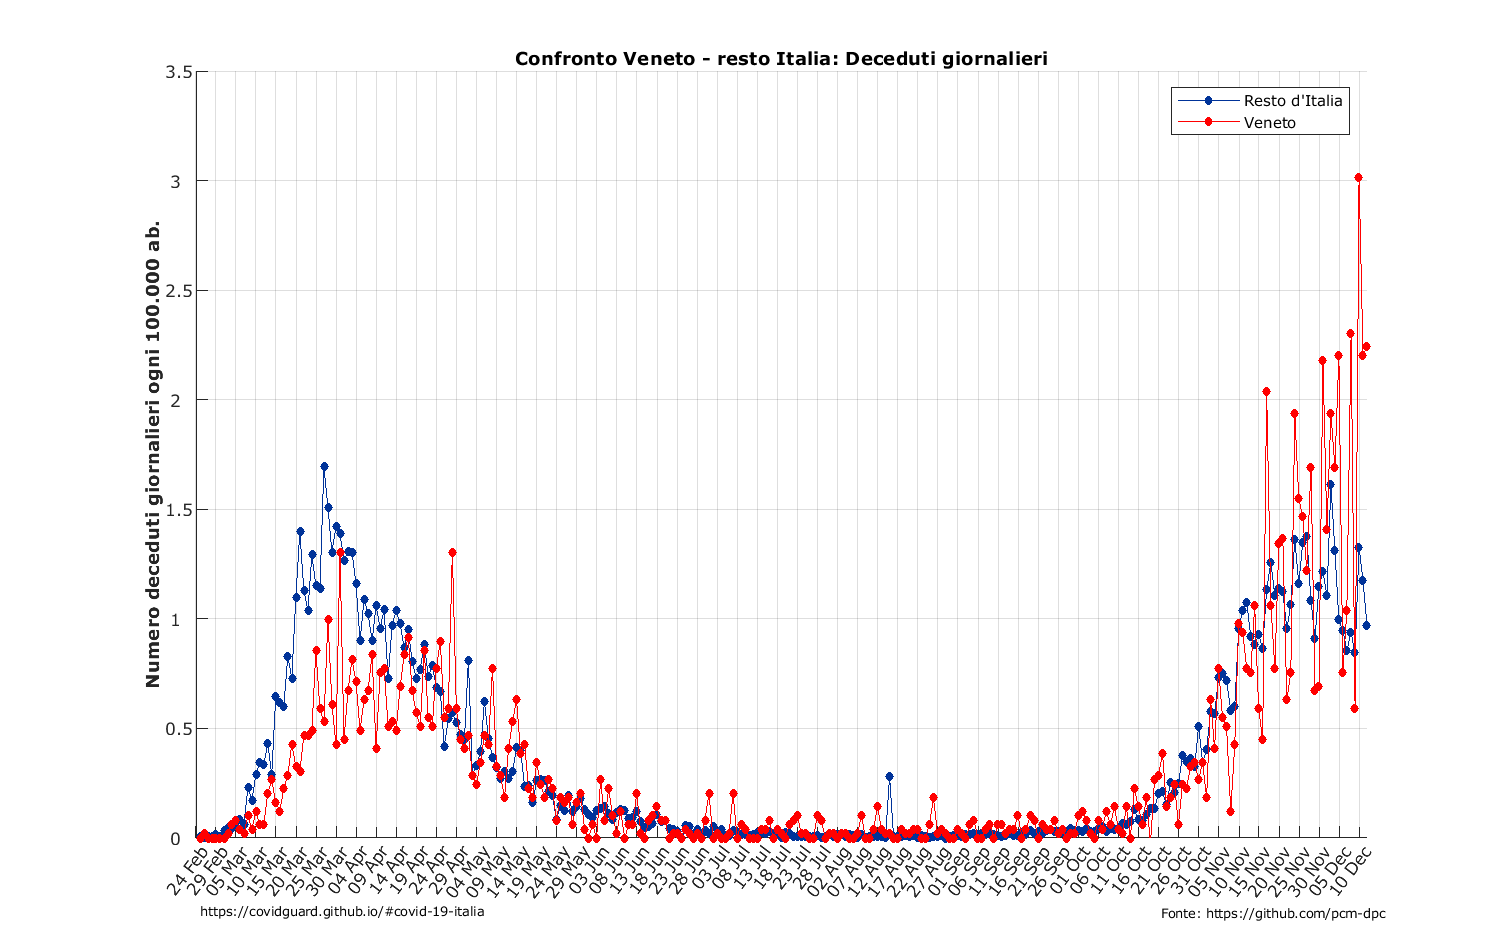 Confronto Veneto - resto Italia: Deceduti giornalieri
Resto d'Italia
Veneto
Numero deceduti giornalieri ogni 100.000 ab.
3.5
3
2.5
2
1.5
1
0.5
0
24 Feb
29 Feb
05 Mar
10 Mar
15 Mar
20 Mar
25 Mar
30 Mar
04 Apr
09 Apr
14 Apr
19 Apr
24 Apr
29 Apr
04 May
09 May
14 May
19 May
24 May
29 May
03 Jun
08 Jun
13 Jun
18 Jun
23 Jun
28 Jun
03 Jul
08 Jul
13 Jul
18 Jul
23 Jul
28 Jul
02 Aug
07 Aug
12 Aug
17 Aug
22 Aug
27 Aug
01 Sep
06 Sep
11 Sep
16 Sep
21 Sep
26 Sep
01 Oct
06 Oct
11 Oct
16 Oct
21 Oct
26 Oct
31 Oct
05 Nov
10 Nov
15 Nov
20 Nov
25 Nov
30 Nov
05 Dec
10 Dec
https://covidguard.github.io/#covid-19-italia
Fonte: https://github.com/pcm-dpc